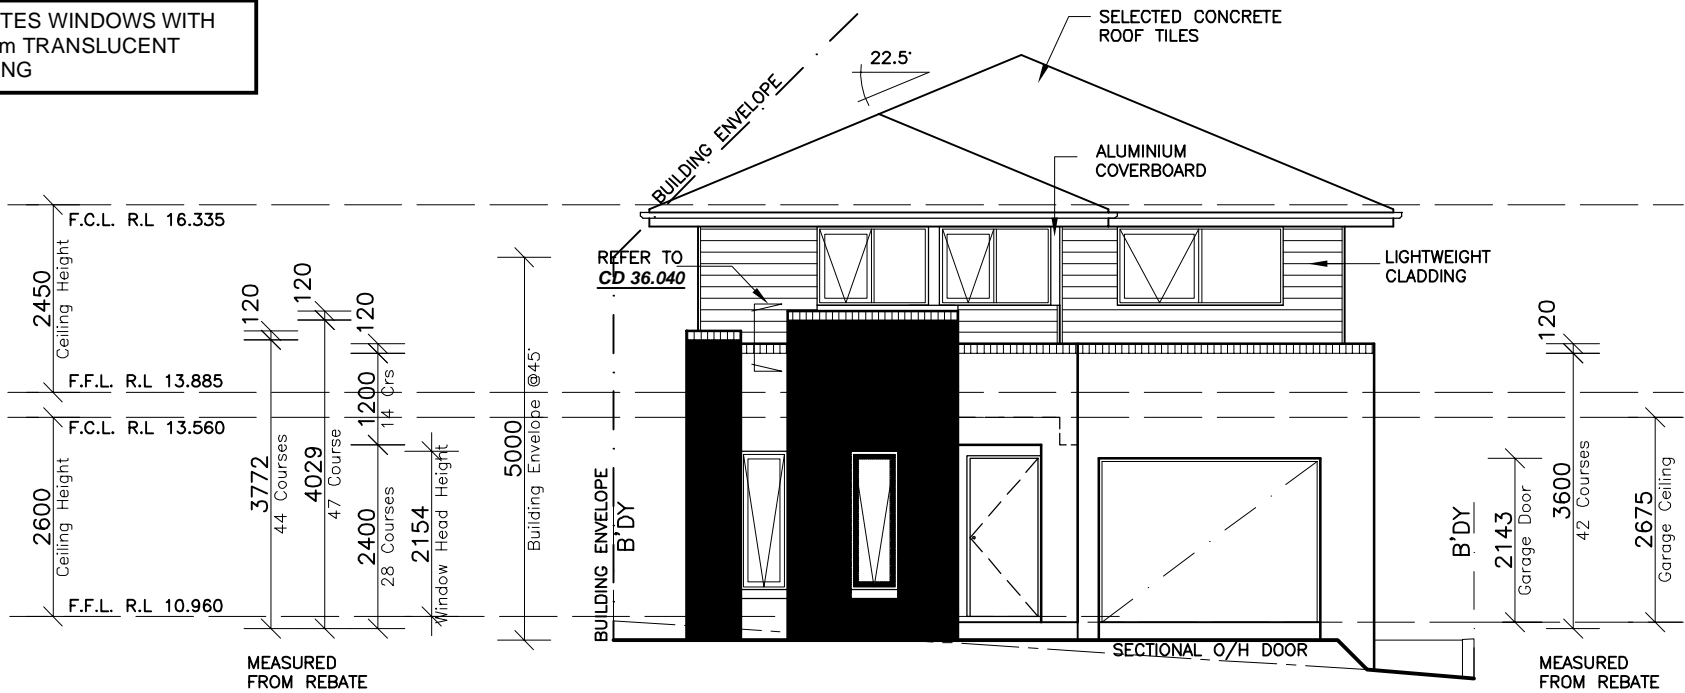 TES WINDOWS WITH
m TRANSLUCENT
NG
SELECTED CONCRETE
ROOF TILES
22.5°
BUILDING ENVELOPE
ALUMINIUM
COVERBOARD
F.C.L. R.L 16.335
2450
Ceiling Height
REFER TO
CD 36.040
LIGHTWEIGHT
CLADDING
120
120
120
120
F.F.L. R.L 13.885
F.C.L. R.L 13.560
2600
Ceiling Height
3772
44 Courses
4029
47 Course
1200
14 Crs
2400
28 Courses
2154
Window Head Height
5000
Building Envelope @45°
BUILDING ENVELOPE
B'DY
B'DY
2143
Garage Door
3600
42 Courses
2675
Garage Ceiling
F.F.L. R.L 10.960
SECTIONAL O/H DOOR
MEASURED
FROM REBATE
MEASURED
FROM REBATE